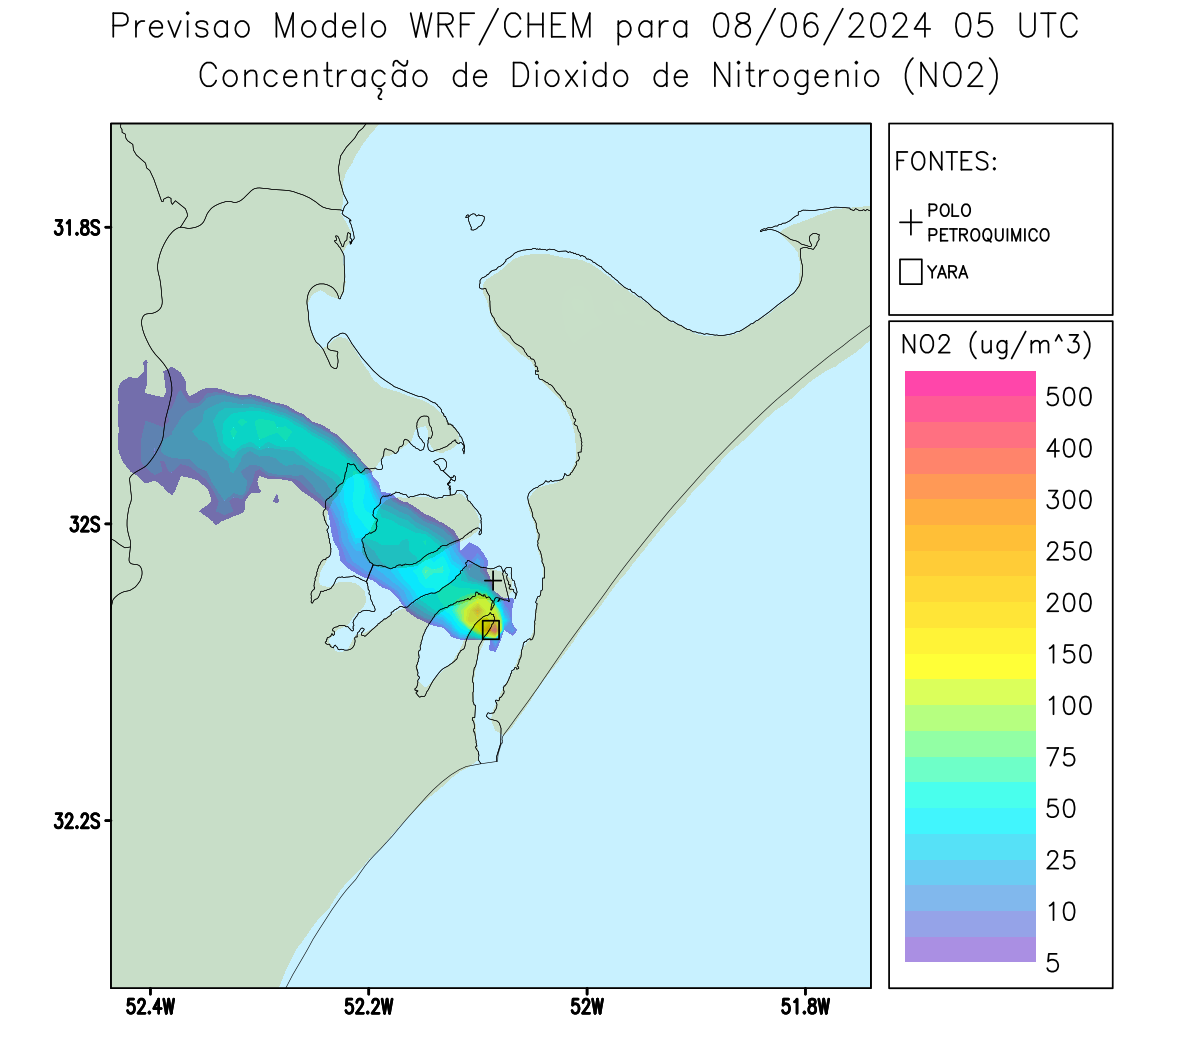 Previsao Modelo WRF/CHEM para 08/06/2024 05 UTC
Concentração de Dioxido de Nitrogenio (NO2)
FONTES:
POLO
PETROQUIMICO
YARA
NO2 (ug/m^3)
500
400
300
250
200
150
100
75
50
25
10
5
31.8S
32S
32.2S
52.4W
52.2W
52W
51.8W